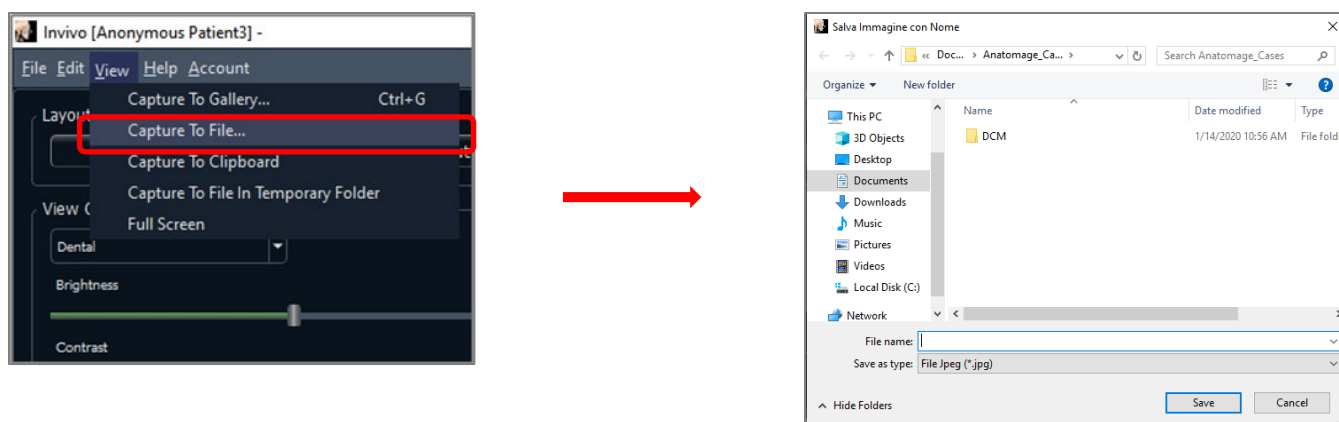 Invivo [Anonymous Patient3] -
File Edit View Help Account
Capture To Gallery... Ctrl+G
Capture To File...
Capture To Clipboard
Capture To File In Temporary Folder
Full Screen
Layout
View
Dental
Brightness
Contrast
Salva Immagine con Nome
« Doc... › Anatomage_Ca... › Search Anatomage_Cases
Organize New folder
Name Date modified Type
This PC
3D Objects
Desktop
Documents
Downloads
Music
Pictures
Videos
Local Disk (C:)
Network
DCM 1/14/2020 10:56 AM File fold
File name:
Save as type: File Jpeg (*.jpg)
Hide Folders Save Cancel